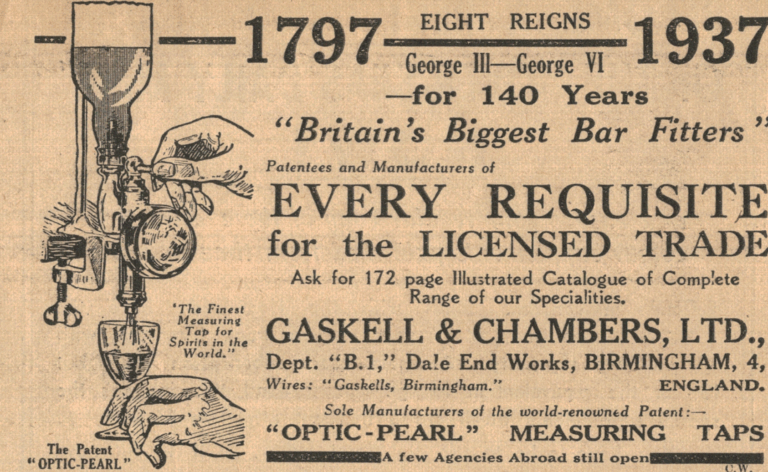 1797 EIGHT REIGNS 1937
George III—George VI
—for 140 Years
"Britain's Biggest Bar Fitters"
Patentees and Manufacturers of
EVERY REQUISITE
for the LICENSED TRADE
Ask for 172 page Illustrated Catalogue of Complete
Range of our Specialities.
'The Finest
Measuring
Tap for
Spirits in the
World."
GASKELL & CHAMBERS, LTD.,
Dept. "B.1," Dale End Works, BIRMINGHAM, 4,
Wires: "Gaskells, Birmingham." ENGLAND.
Sole Manufacturers of the world-renowned Patent:—
"OPTIC-PEARL" MEASURING TAPS
A few Agencies Abroad still open
The Patent
"OPTIC-PEARL"
C.W.